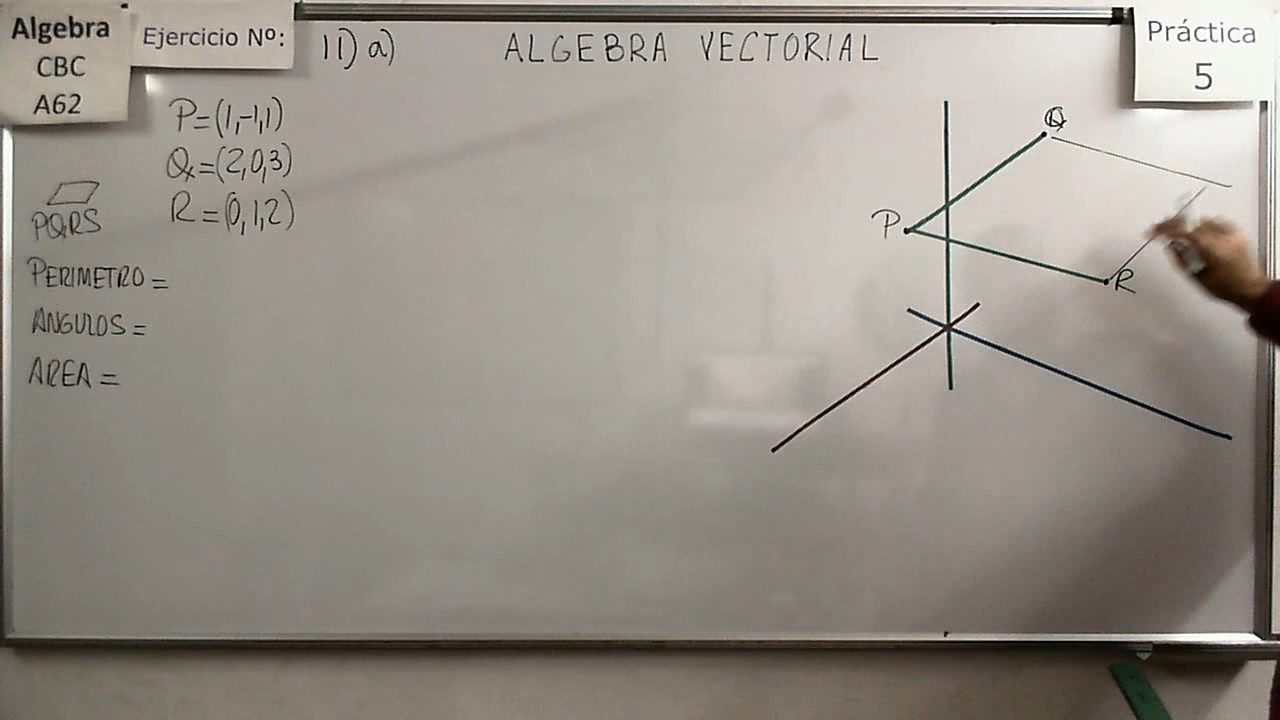 Algebra
CBC
A62
Ejercicio Nº:
11) a)
ALGEBRA VECTORIAL
Práctica
5
P=(1,-1,1)
Q=(2,0,3)
R=(0,1,2)
PQRS
PERIMETRO=
ANGULOS=
AREA=
Q
P
R